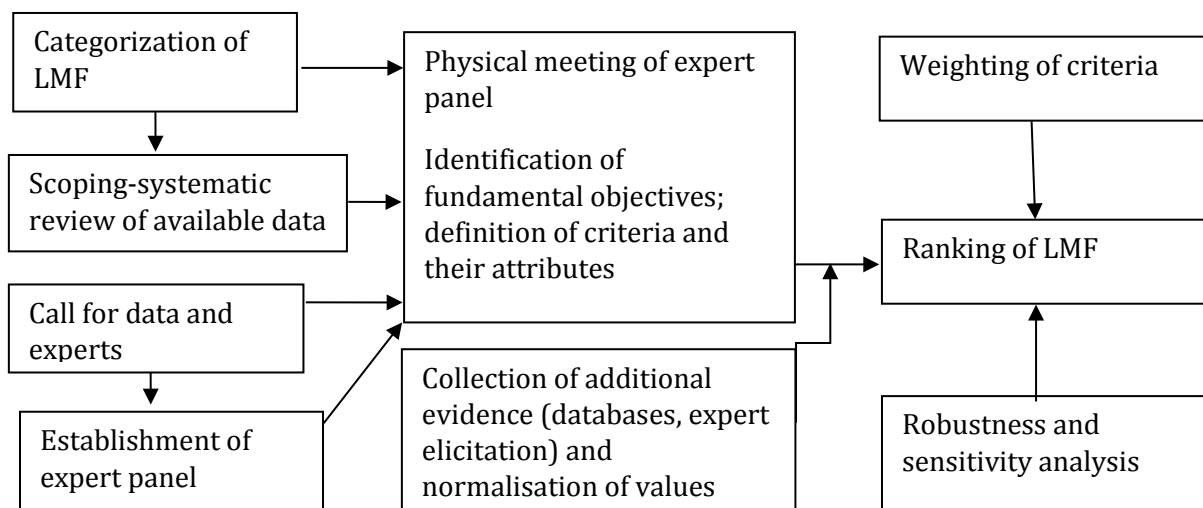 Categorization of
LMF
Scoping-systematic
review of available data
Call for data and
experts
Establishment of
expert panel
Physical meeting of expert
panel
Identification of
fundamental objectives;
definition of criteria and
their attributes
Collection of additional
evidence (databases, expert
elicitation) and
normalisation of values
Weighting of criteria
Ranking of LMF
Robustness and
sensitivity analysis